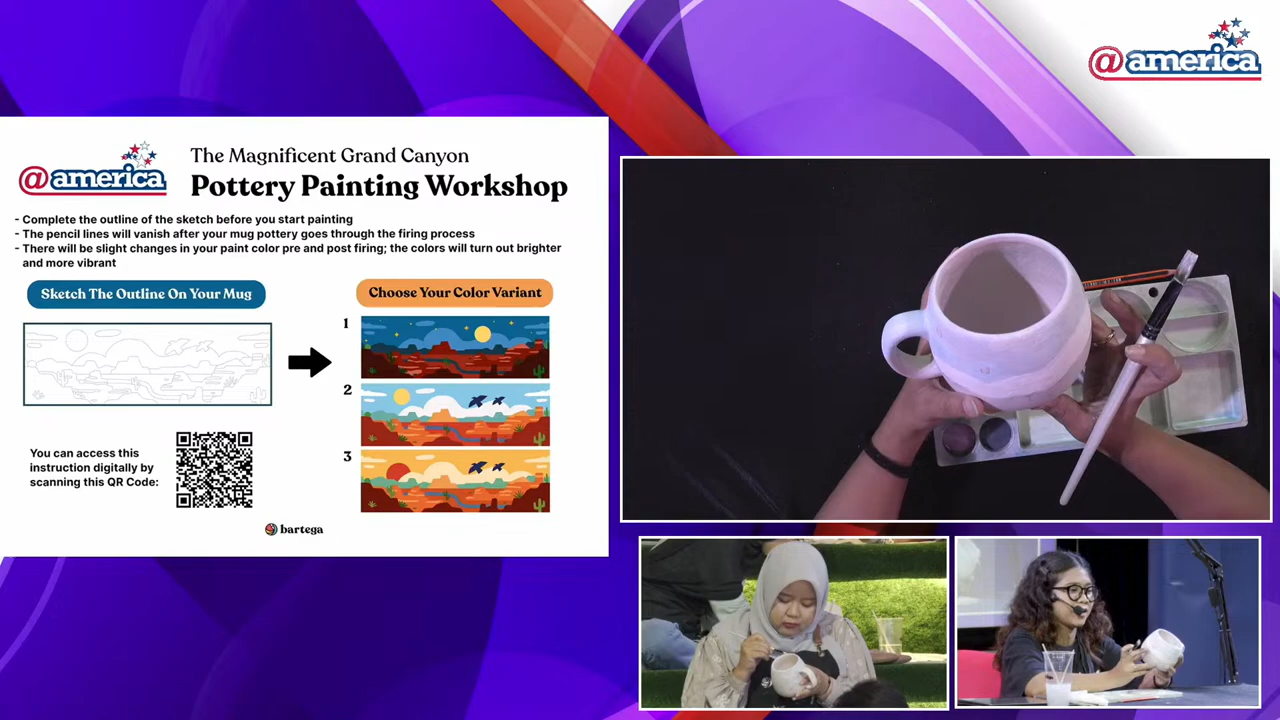 @america
@america
The Magnificent Grand Canyon
Pottery Painting Workshop
- Complete the outline of the sketch before you start painting
- The pencil lines will vanish after your mug pottery goes through the firing process
- There will be slight changes in your paint color pre and post firing; the colors will turn out brighter
and more vibrant
Sketch The Outline On Your Mug
Choose Your Color Variant
1
2
3
You can access this
instruction digitally by
scanning this QR Code:
bartega